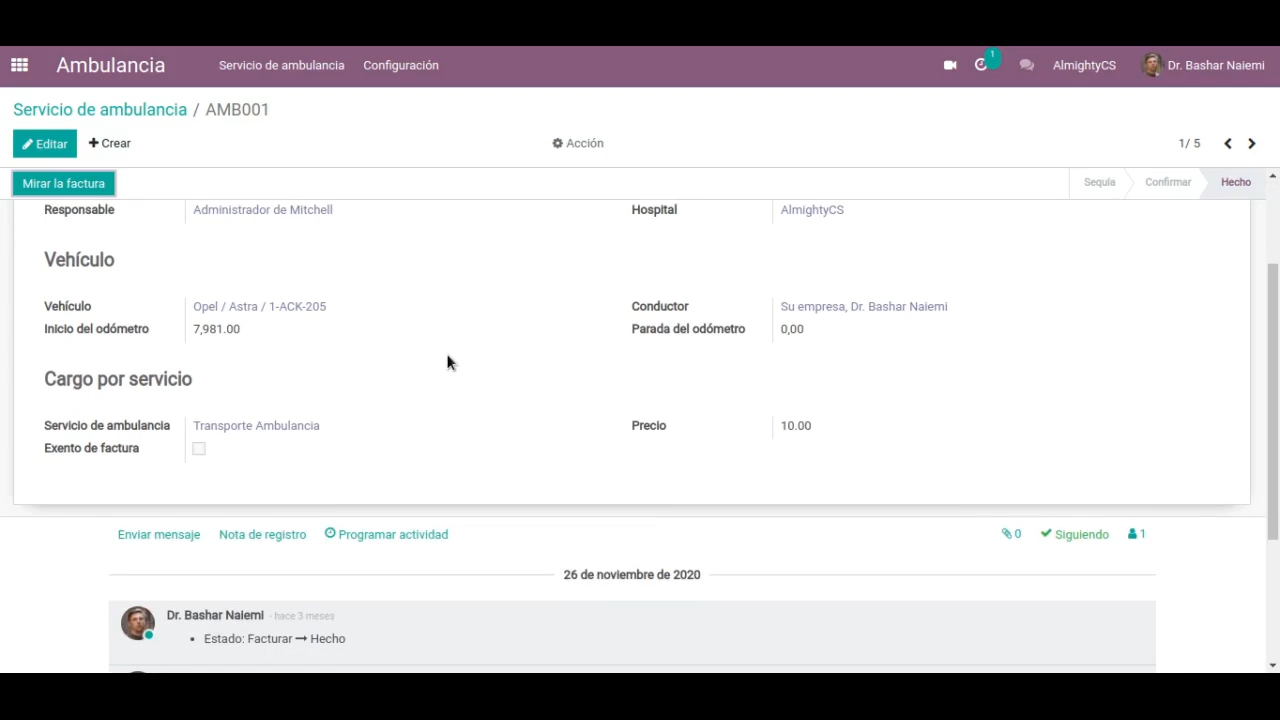 Ambulancia
Servicio de ambulancia
Configuración
1
AlmightyCS
Dr. Bashar Naiemi
Servicio de ambulancia / AMB001
Editar
Crear
Acción
1/ 5
Mirar la factura
Sequía
Confirmar
Hecho
Responsable
Administrador de Mitchell
Hospital
AlmightyCS
Vehículo
Vehículo
Opel / Astra / 1-ACK-205
Conductor
Su empresa, Dr. Bashar Naiemi
Inicio del odómetro
7,981.00
Parada del odómetro
0,00
Cargo por servicio
Servicio de ambulancia
Transporte Ambulancia
Precio
10.00
Exento de factura
Enviar mensaje
Nota de registro
Programar actividad
0
Siguiendo
1
26 de noviembre de 2020
Dr. Bashar Naiemi - hace 3 meses
• Estado: Facturar → Hecho